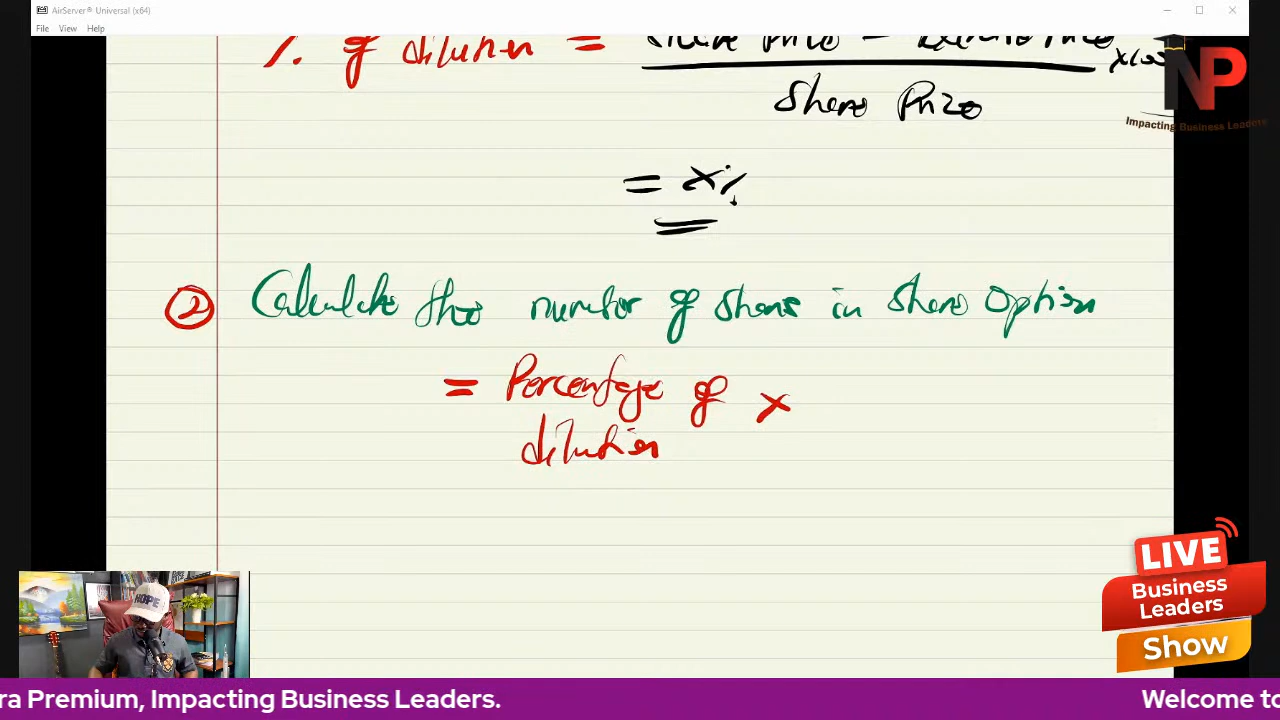 AirServer® Universal (x64)
File View Help
% of dilution = Share Price - Exercise Price x100
Share Price
NP
Impacting Business Leaders
= x%
② Calculate the number of share in share option
= Percentage of x
dilution
HOPE
LIVE
Business
Leaders
Show
ra Premium, Impacting Business Leaders. Welcome to